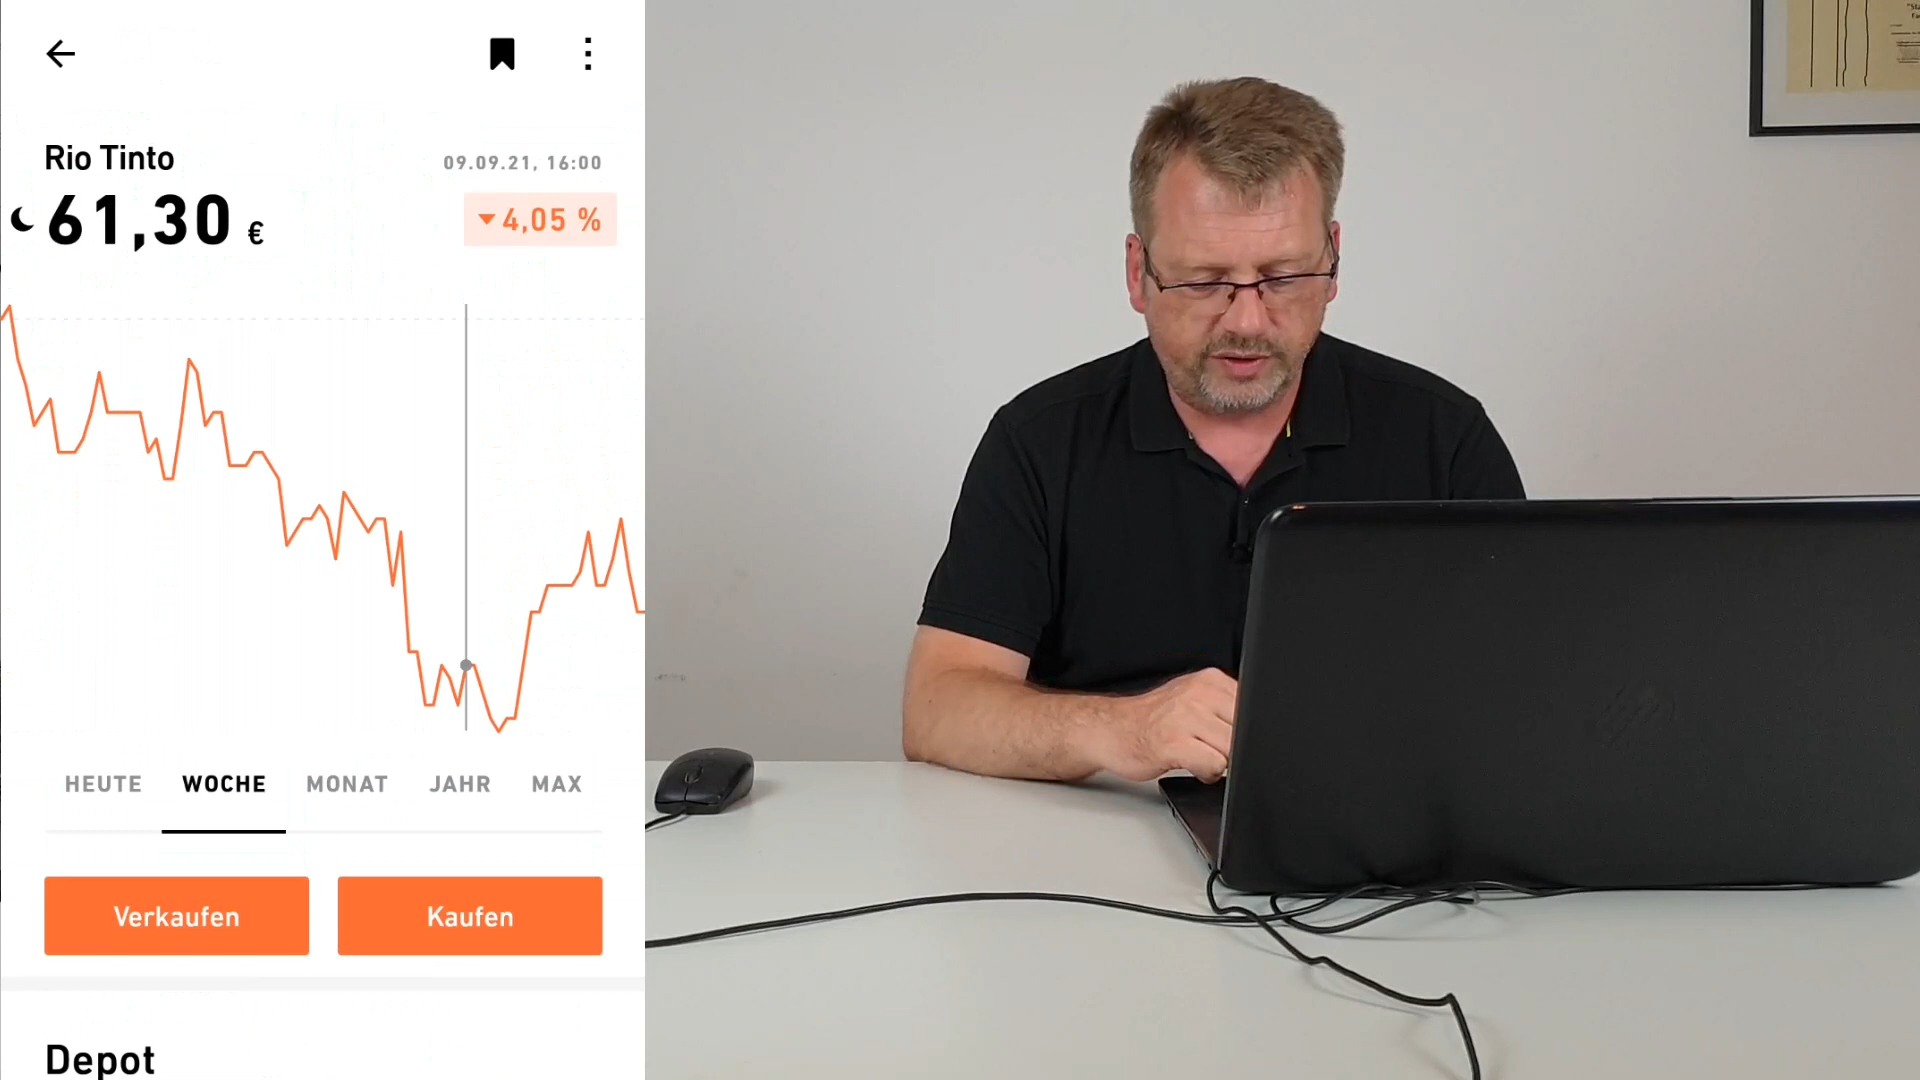 Rio Tinto
09.09.21, 16:00
61,30 €
4,05 %
HEUTE WOCHE MONAT JAHR MAX
Verkaufen Kaufen
Depot